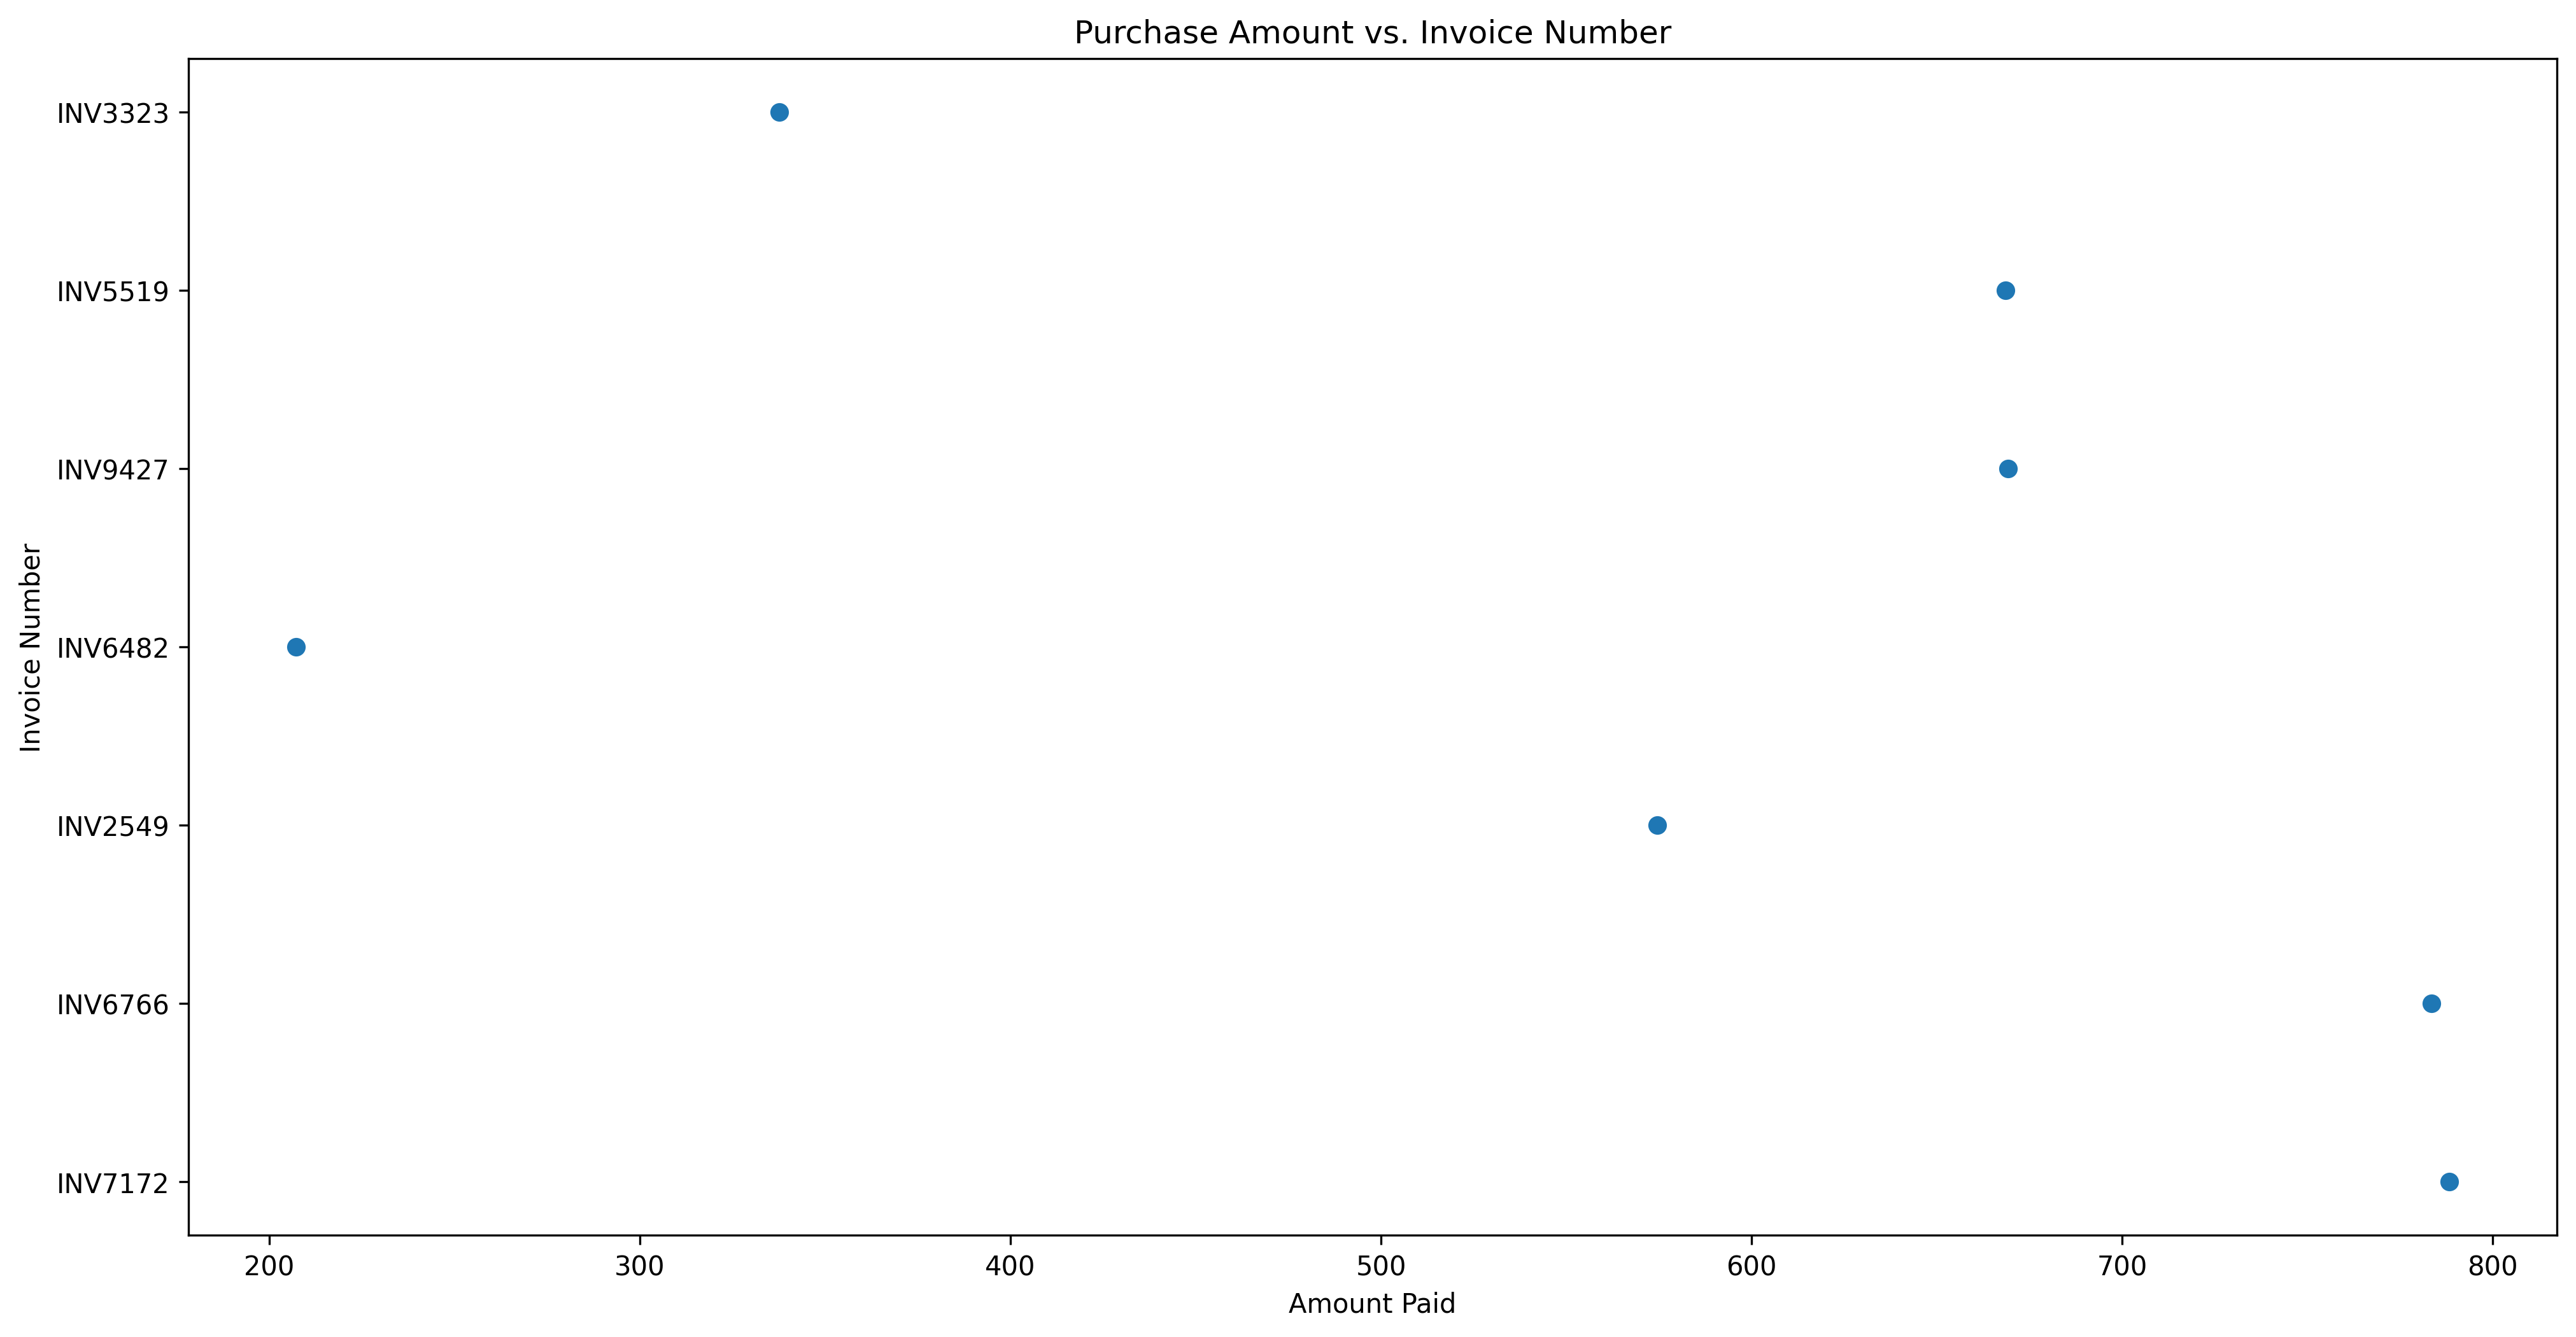 Purchase Amount vs. Invoice Number
INV3323
INV5519
INV9427
INV6482
INV2549
INV6766
INV7172
Invoice Number
200 300 400 500 600 700 800
Amount Paid